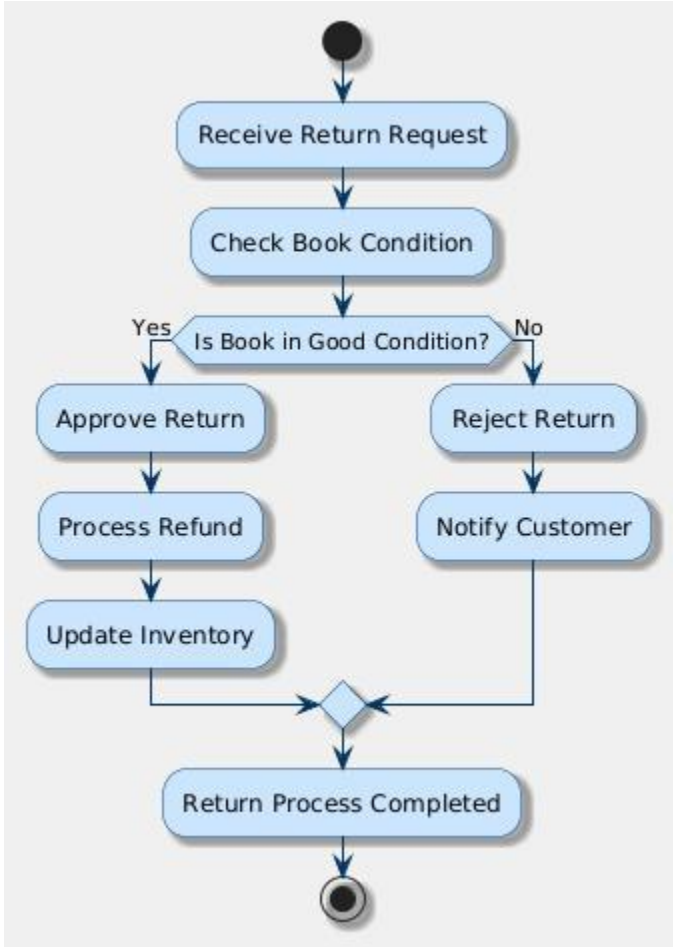 Receive Return Request
Check Book Condition
Yes
Is Book in Good Condition?
No
Approve Return
Reject Return
Process Refund
Notify Customer
Update Inventory
Return Process Completed